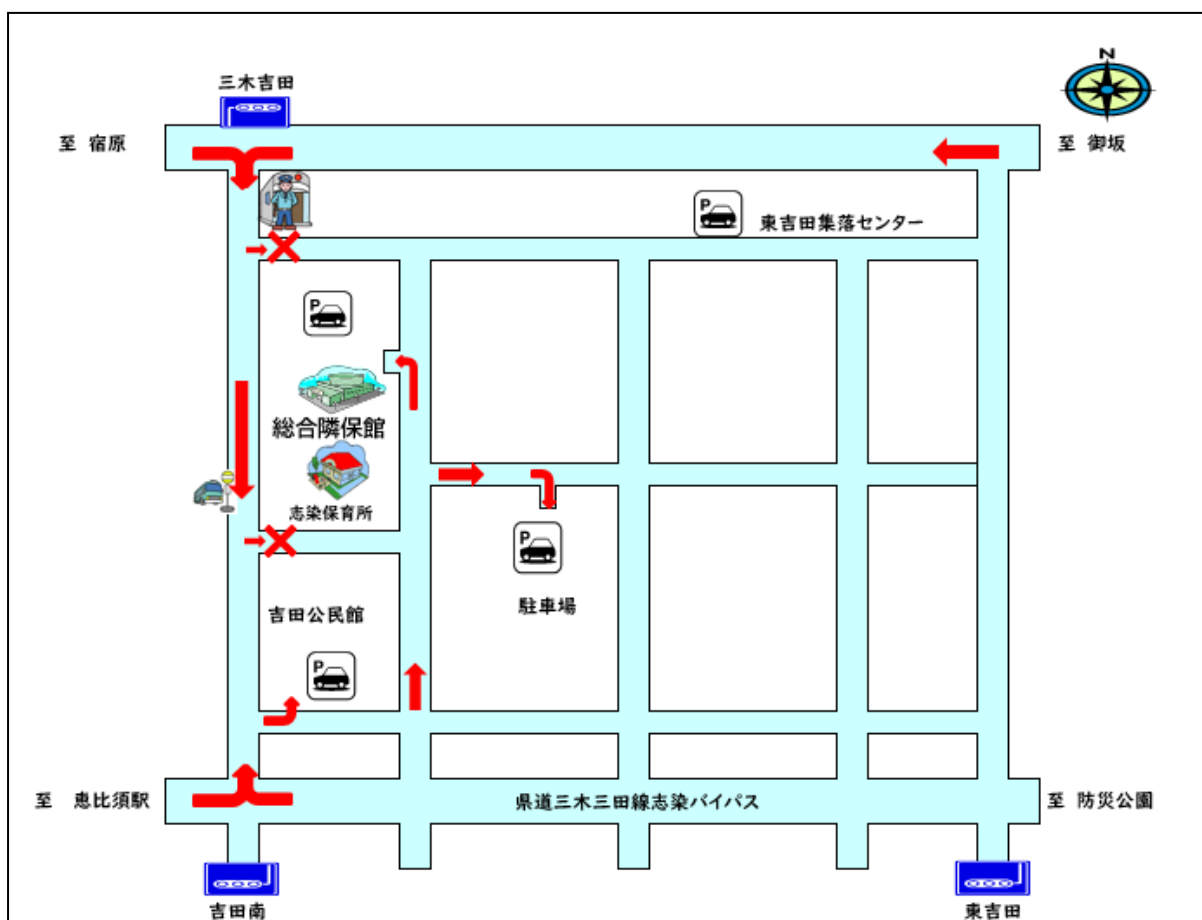 N
三木吉田
至 宿原
至 御坂
P
東吉田集落センター
P
総合隣保館
志染保育所
P
駐車場
吉田公民館
P
至 恵比須駅
県道三木三田線志染バイパス
至 防災公園
吉田南
東吉田